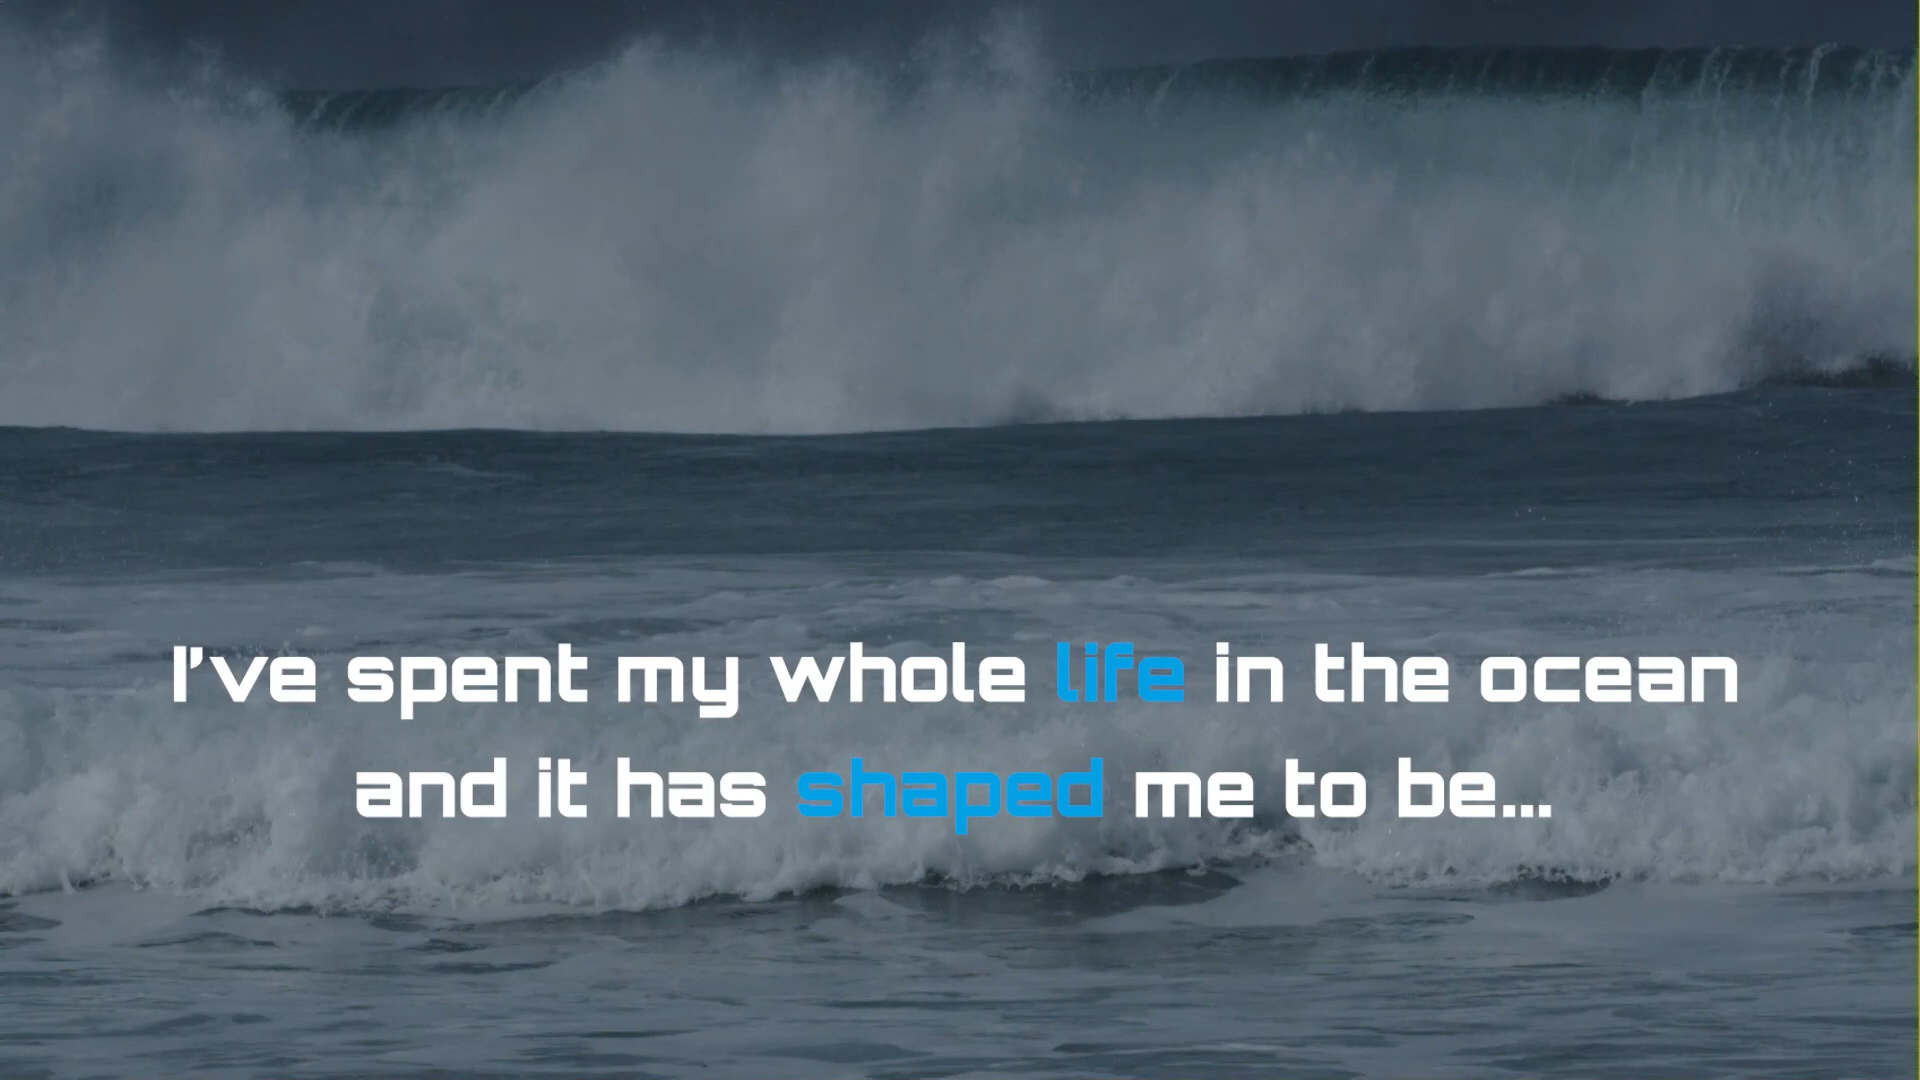 I've spent my whole life in the ocean
and it has shaped me to be...